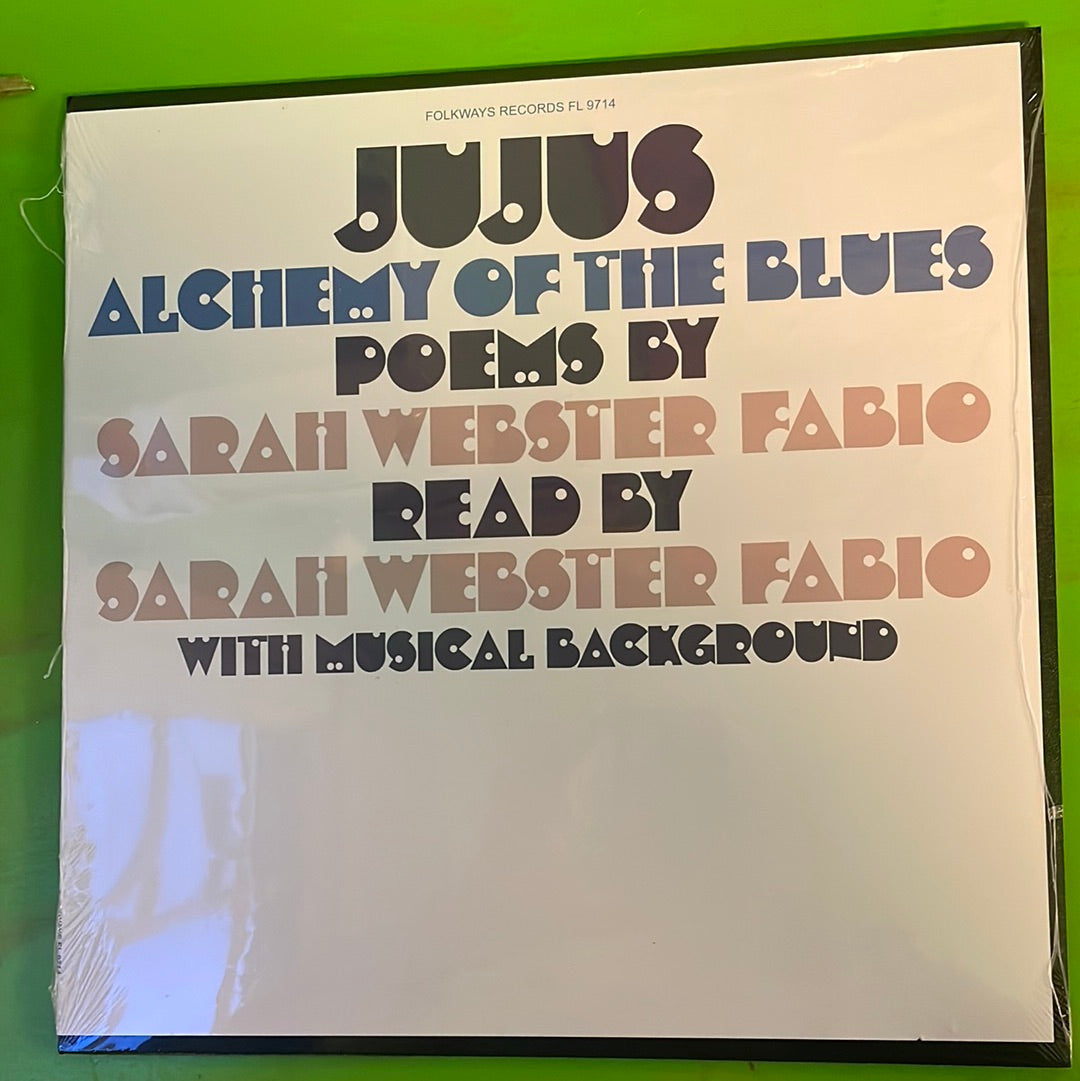 FOLKWAYS RECORDS FL 9714
JUJUS
ALCHEMY OF THE BLUES
POEMS BY
SARAH WEBSTER FABIO
READ BY
SARAH WEBSTER FABIO
WITH MUSICAL BACKGROUND